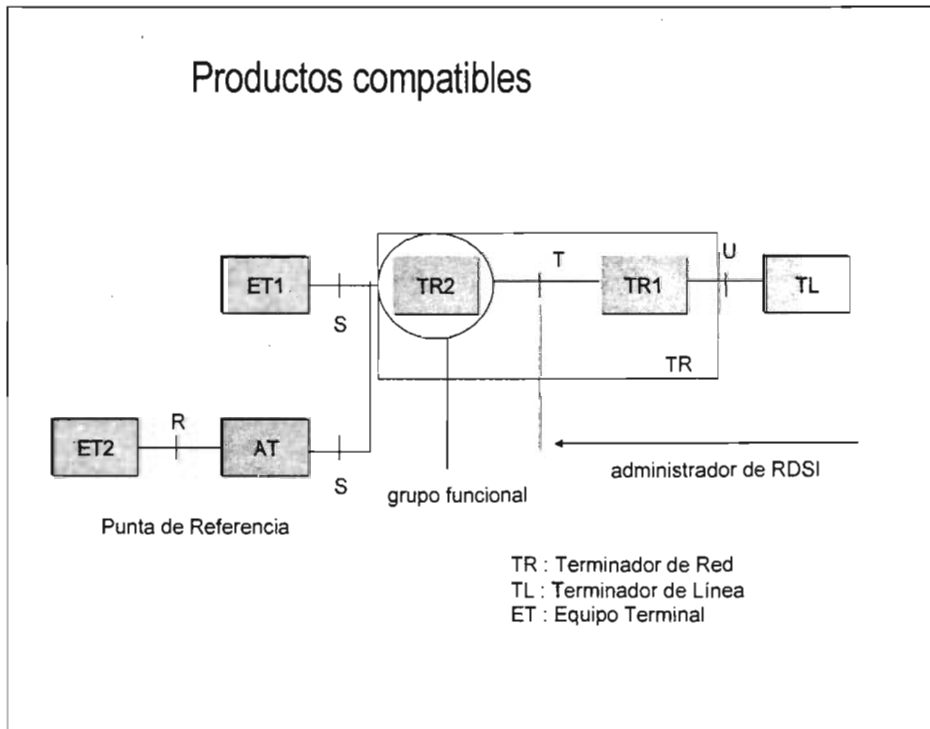 Productos compatibles
ET1
S
TR2
T
TR1
U
TL
TR
ET2
R
AT
S
grupo funcional
administrador de RDSI
Punta de Referencia
TR : Terminador de Red
TL : Terminador de Línea
ET : Equipo Terminal